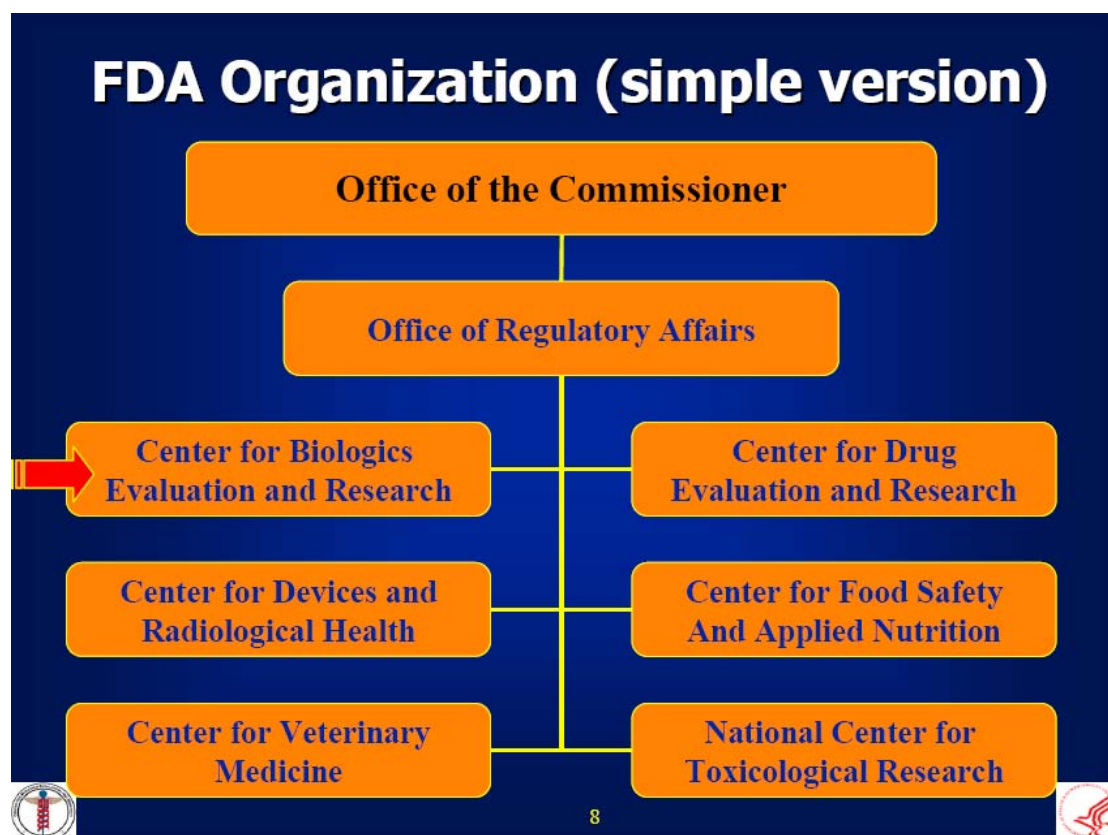 FDA Organization (simple version)
Office of the Commissioner
Office of Regulatory Affairs
Center for Biologics
Evaluation and Research
Center for Drug
Evaluation and Research
Center for Devices and
Radiological Health
Center for Food Safety
And Applied Nutrition
Center for Veterinary
Medicine
National Center for
Toxicological Research
8